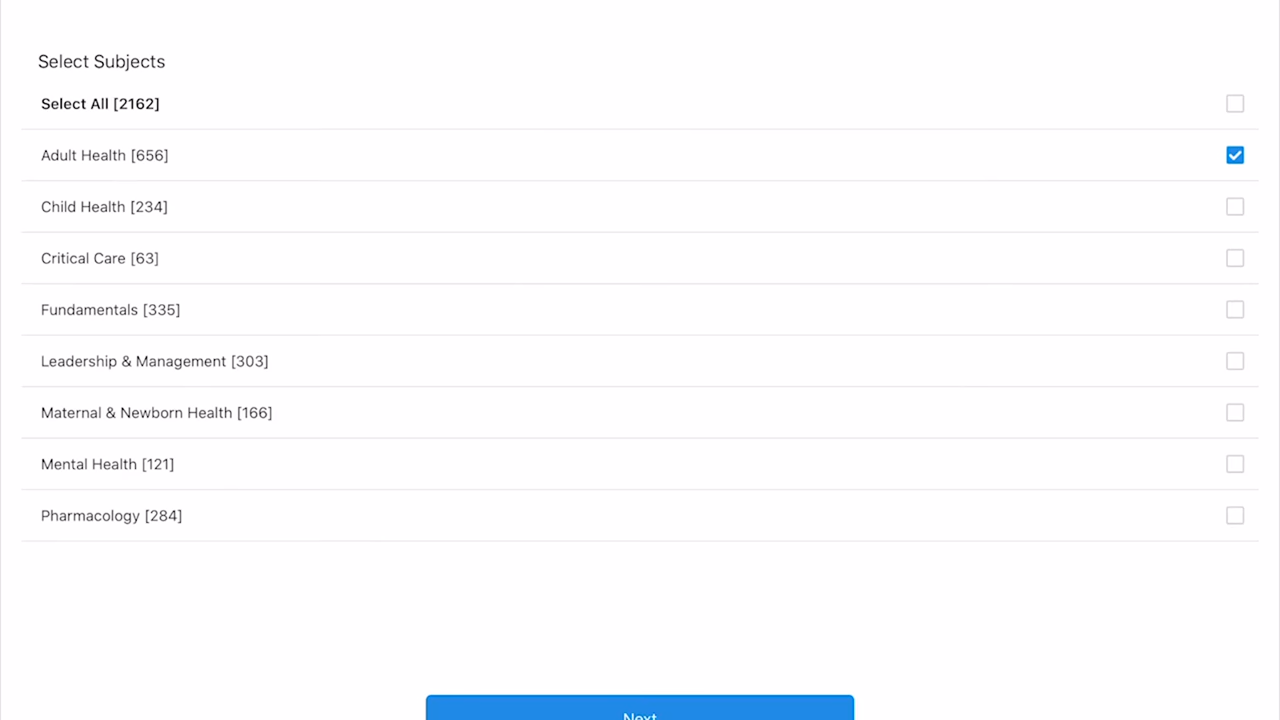 Select Subjects
Select All [2162]
Adult Health [656]
Child Health [234]
Critical Care [63]
Fundamentals [335]
Leadership & Management [303]
Maternal & Newborn Health [166]
Mental Health [121]
Pharmacology [284]
Next